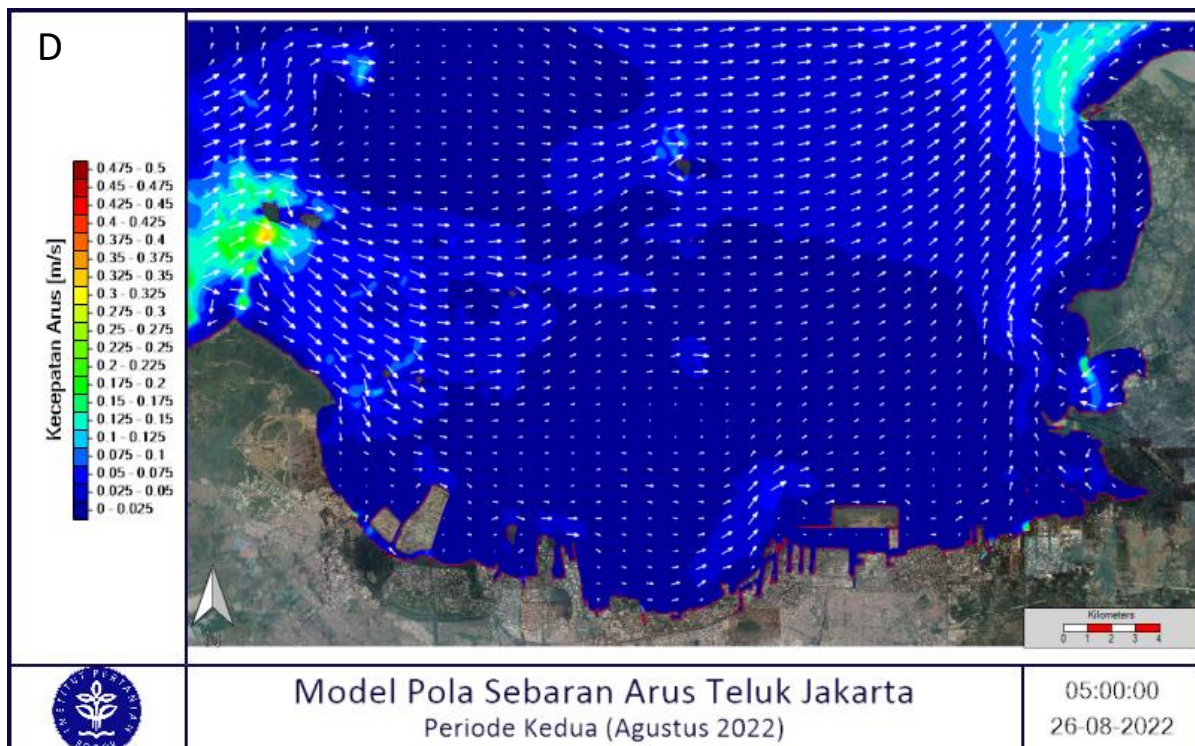 D
Kecepatan Arus [m/s]
0.475 - 0.5
0.45 - 0.475
0.425 - 0.45
0.4 - 0.425
0.375 - 0.4
0.35 - 0.375
0.325 - 0.35
0.3 - 0.325
0.275 - 0.3
0.25 - 0.275
0.225 - 0.25
0.2 - 0.225
0.175 - 0.2
0.15 - 0.175
0.125 - 0.15
0.1 - 0.125
0.075 - 0.1
0.05 - 0.075
0.025 - 0.05
0 - 0.025
N
Kilometers
0 1 2 3 4
INSTITUT PERTANIAN
BOGOR
Model Pola Sebaran Arus Teluk Jakarta
Periode Kedua (Agustus 2022)
05:00:00
26-08-2022